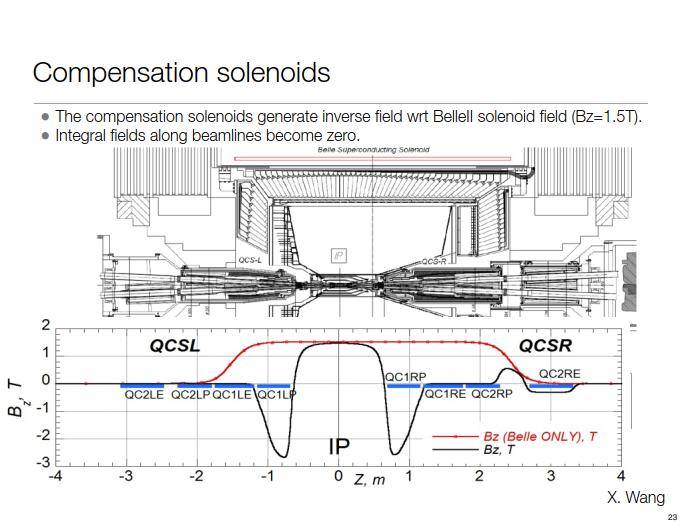 Compensation solenoids
● The compensation solenoids generate inverse field wrt BelleII solenoid field (Bz=1.5T).
● Integral fields along beamlines become zero.
Belle Superconducting Solenoid
QCS-L
IP
QCS-R
QCSL
QCSR
2
1
0
-1
-2
-3
Bz, T
QC2LE
QC2LP
QC1LE
QC1LP
QC1RP
QC1RE
QC2RP
QC2RE
IP
Bz (Belle ONLY), T
Bz, T
-4 -3 -2 -1 0 1 2 3 4
Z, m
X. Wang
23